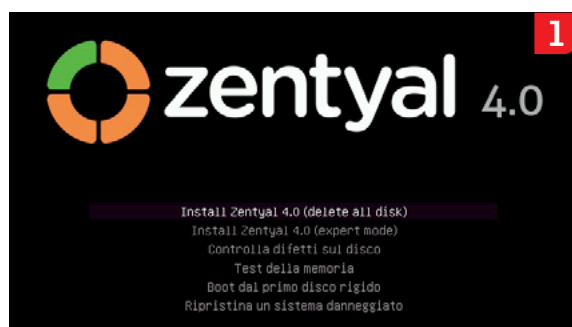 1
zentyal 4.0
Install Zentyal 4.0 (delete all disk)
Install Zentyal 4.0 (expert mode)
Controlla difetti sul disco
Test della memoria
Boot dal primo disco rigido
Ripristina un sistema danneggiato